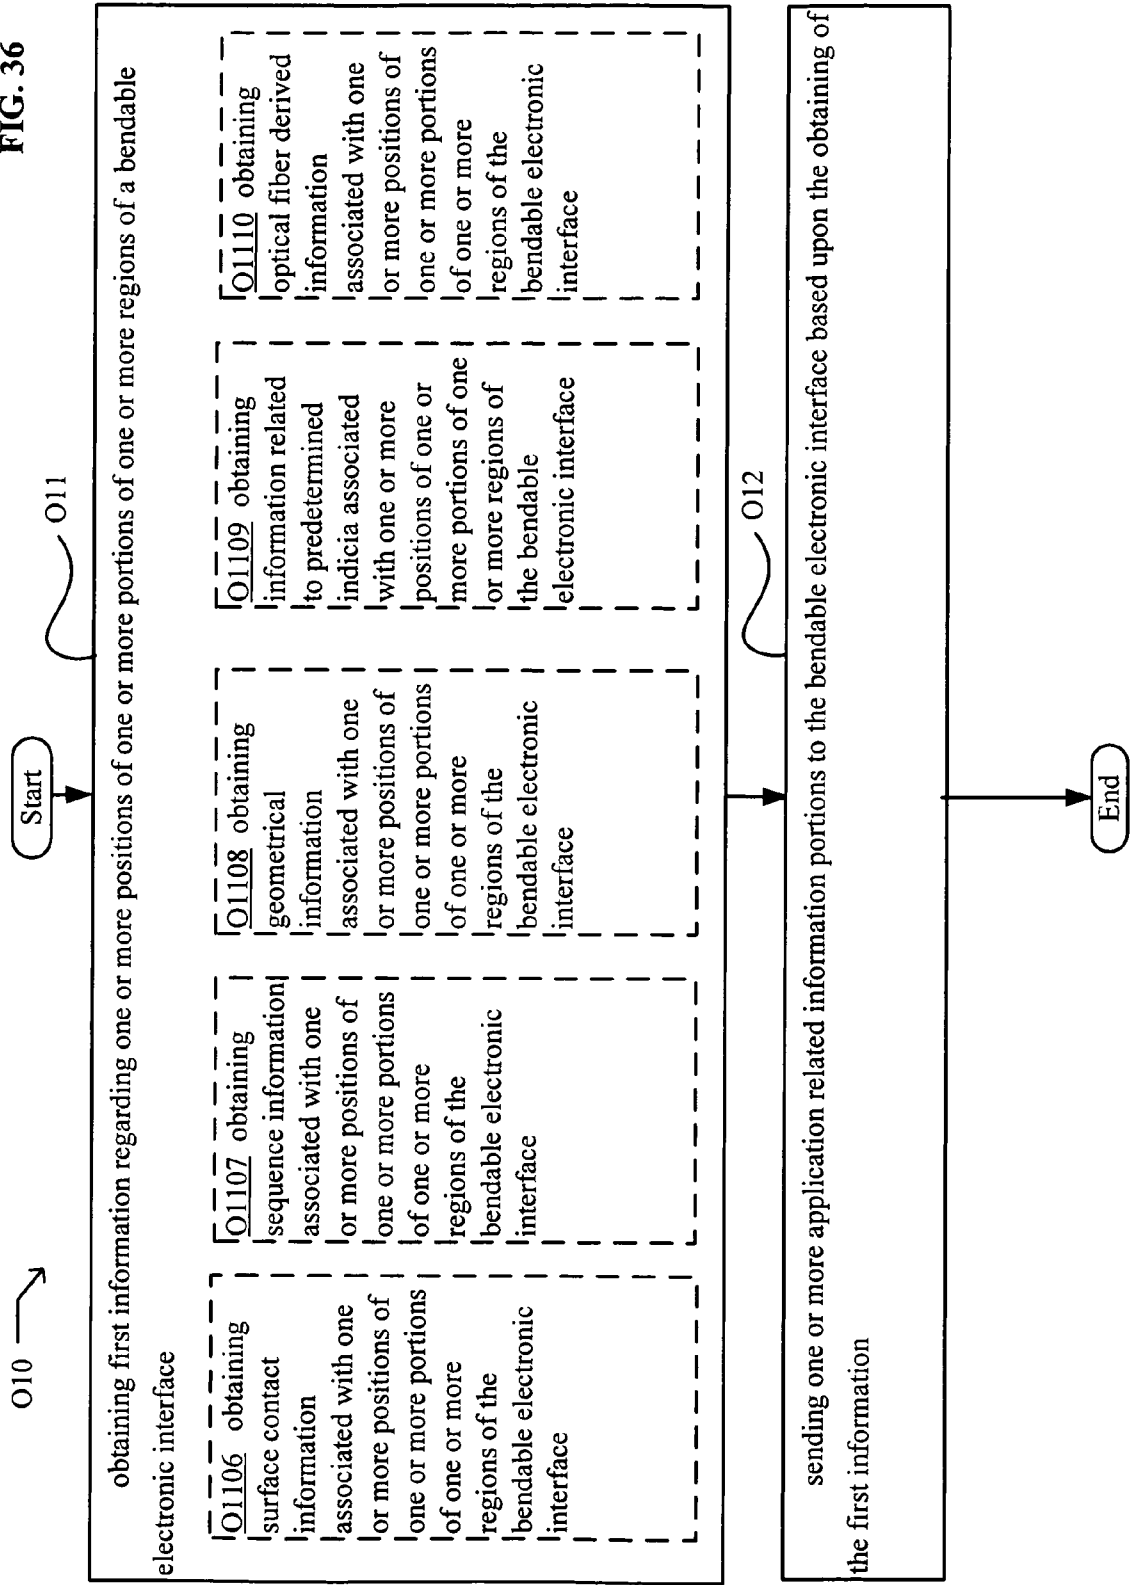 FIG. 36
O10
Start
O11
obtaining first information regarding one or more positions of one or more portions of one or more regions of a bendable
electronic interface
O1106 obtaining
surface contact
information
associated with one
or more positions of
one or more portions
of one or more
regions of the
bendable electronic
interface
O1107 obtaining
sequence information
associated with one
or more positions of
one or more portions
of one or more
regions of the
bendable electronic
interface
O1108 obtaining
geometrical
information
associated with one
or more positions of
one or more portions
of one or more
regions of the
bendable electronic
interface
O1109 obtaining
information related
to predetermined
indicia associated
with one or more
positions of one or
more portions of one
or more regions of
the bendable
electronic interface
O1110 obtaining
optical fiber derived
information
associated with one
or more positions of
one or more portions
of one or more
regions of the
bendable electronic
interface
O12
sending one or more application related information portions to the bendable electronic interface based upon the obtaining of
the first information
End